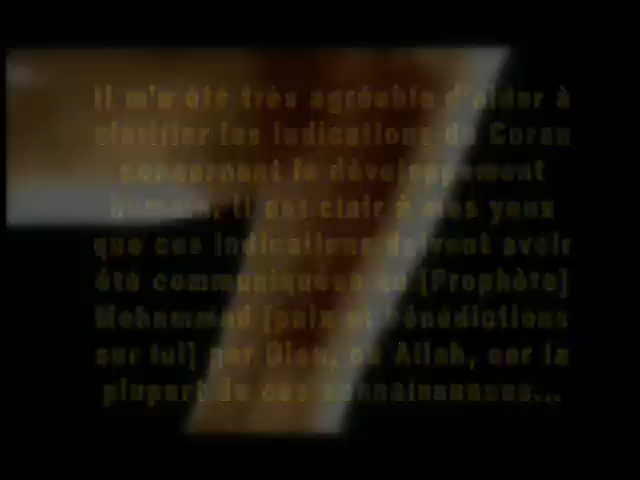 Il m'a été très agréable d'aider à
clarifier les indications du Coran
concernant le développement
humain. Il est clair à mes yeux
que ces indications doivent avoir
été communiquées au [Prophète]
Mohammad [paix et bénédictions
sur lui] par Dieu, ou Allah, car la
plupart de ces connaissances...